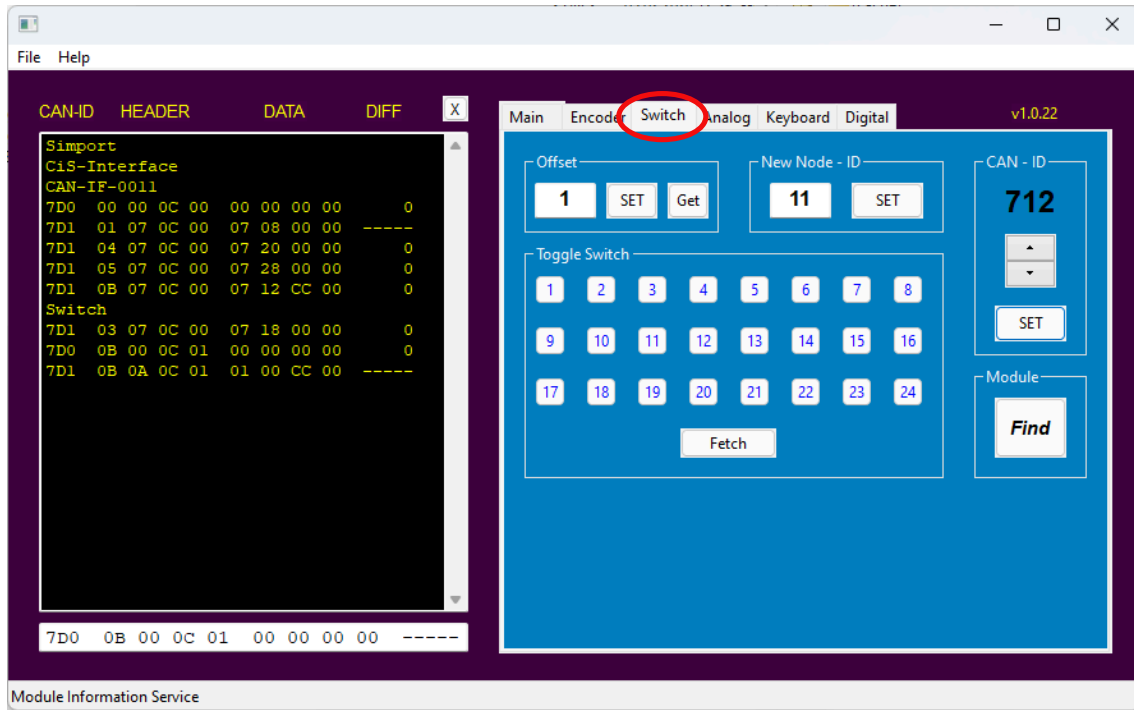 File Help
CAN-ID HEADER DATA DIFF X
Simport
CiS-Interface
CAN-IF-0011
7D0 00 00 0C 00 00 00 00 00 0
7D1 01 07 0C 00 07 08 00 00 -----
7D1 04 07 0C 00 07 20 00 00 0
7D1 05 07 0C 00 07 28 00 00 0
7D1 0B 07 0C 00 07 12 CC 00 0
Switch
7D1 03 07 0C 00 07 18 00 00 0
7D0 0B 00 0C 01 00 00 00 00 0
7D1 0B 0A 0C 01 01 00 CC 00 -----
7D0 0B 00 0C 01 00 00 00 00 -----
Main Encoder Switch Analog Keyboard Digital
v1.0.22
Offset
1 SET Get
New Node - ID
11 SET
Toggle Switch
1 2 3 4 5 6 7 8
9 10 11 12 13 14 15 16
17 18 19 20 21 22 23 24
Fetch
CAN - ID
712
SET
Module
Find
Module Information Service